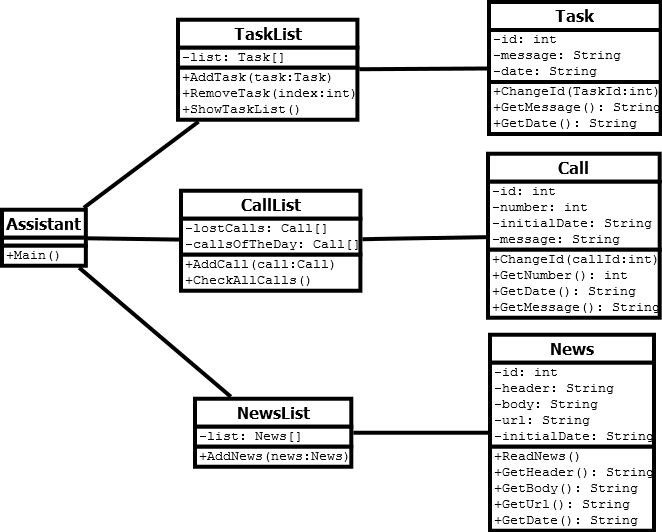 TaskList
-list: Task[]
+AddTask(task:Task)
+RemoveTask(index:int)
+ShowTaskList()
Task
-id: int
-message: String
-date: String
+ChangeId(TaskId:int)
+GetMessage(): String
+GetDate(): String
Assistant
+Main()
CallList
-lostCalls: Call[]
-callsOfTheDay: Call[]
+AddCall(call:Call)
+CheckAllCalls()
Call
-id: int
-number: int
-initialDate: String
-message: String
+ChangeId(callId:int)
+GetNumber(): int
+GetDate(): String
+GetMessage(): String
NewsList
-list: News[]
+AddNews(news:News)
News
-id: int
-header: String
-body: String
-url: String
-initialDate: String
+ReadNews()
+GetHeader(): String
+GetBody(): String
+GetUrl(): String
+GetDate(): String